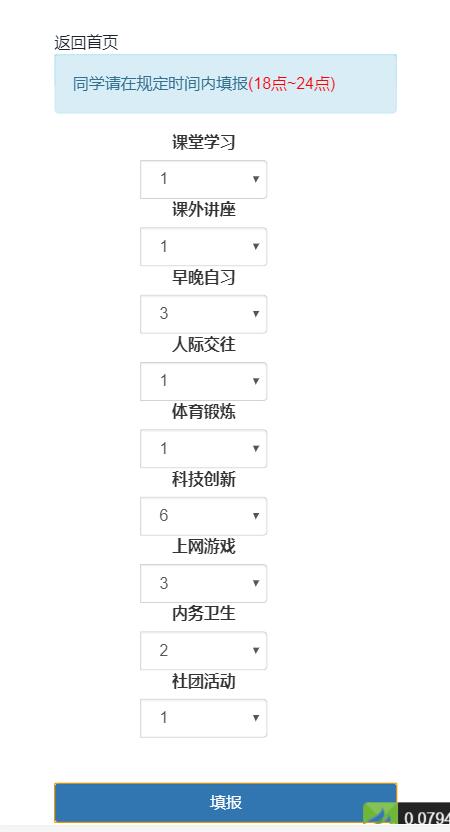 返回首页
同学请在规定时间内填报(18点~24点)
课堂学习
1
课外讲座
1
早晚自习
3
人际交往
1
体育锻炼
1
科技创新
6
上网游戏
3
内务卫生
2
社团活动
1
填报
0.0794